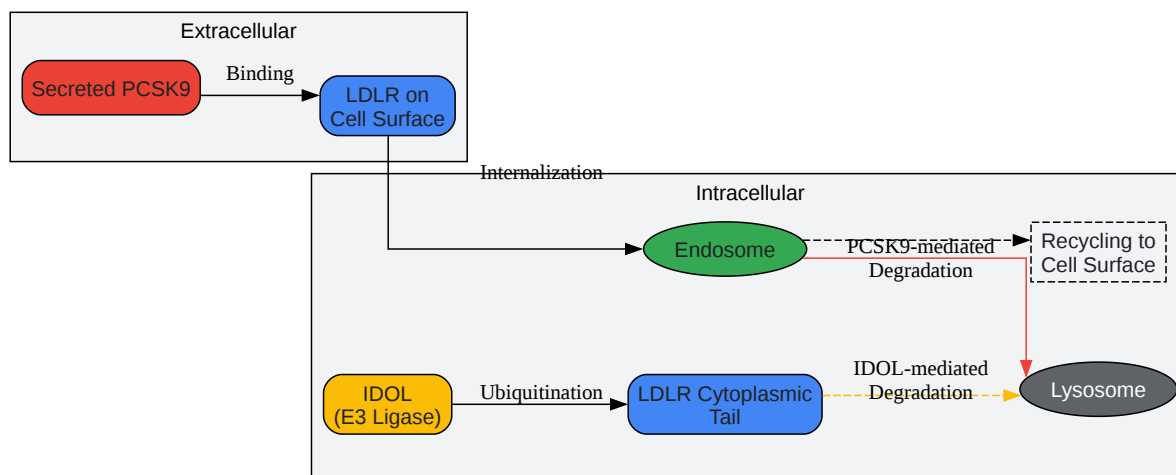 Extracellular
Secreted PCSK9
Binding
LDLR on
Cell Surface
Internalization
Intracellular
Endosome
PCSK9-mediated
Degradation
Recycling to
Cell Surface
IDOL
(E3 Ligase)
Ubiquitination
LDLR Cytoplasmic
Tail
IDOL-mediated
Degradation
Lysosome